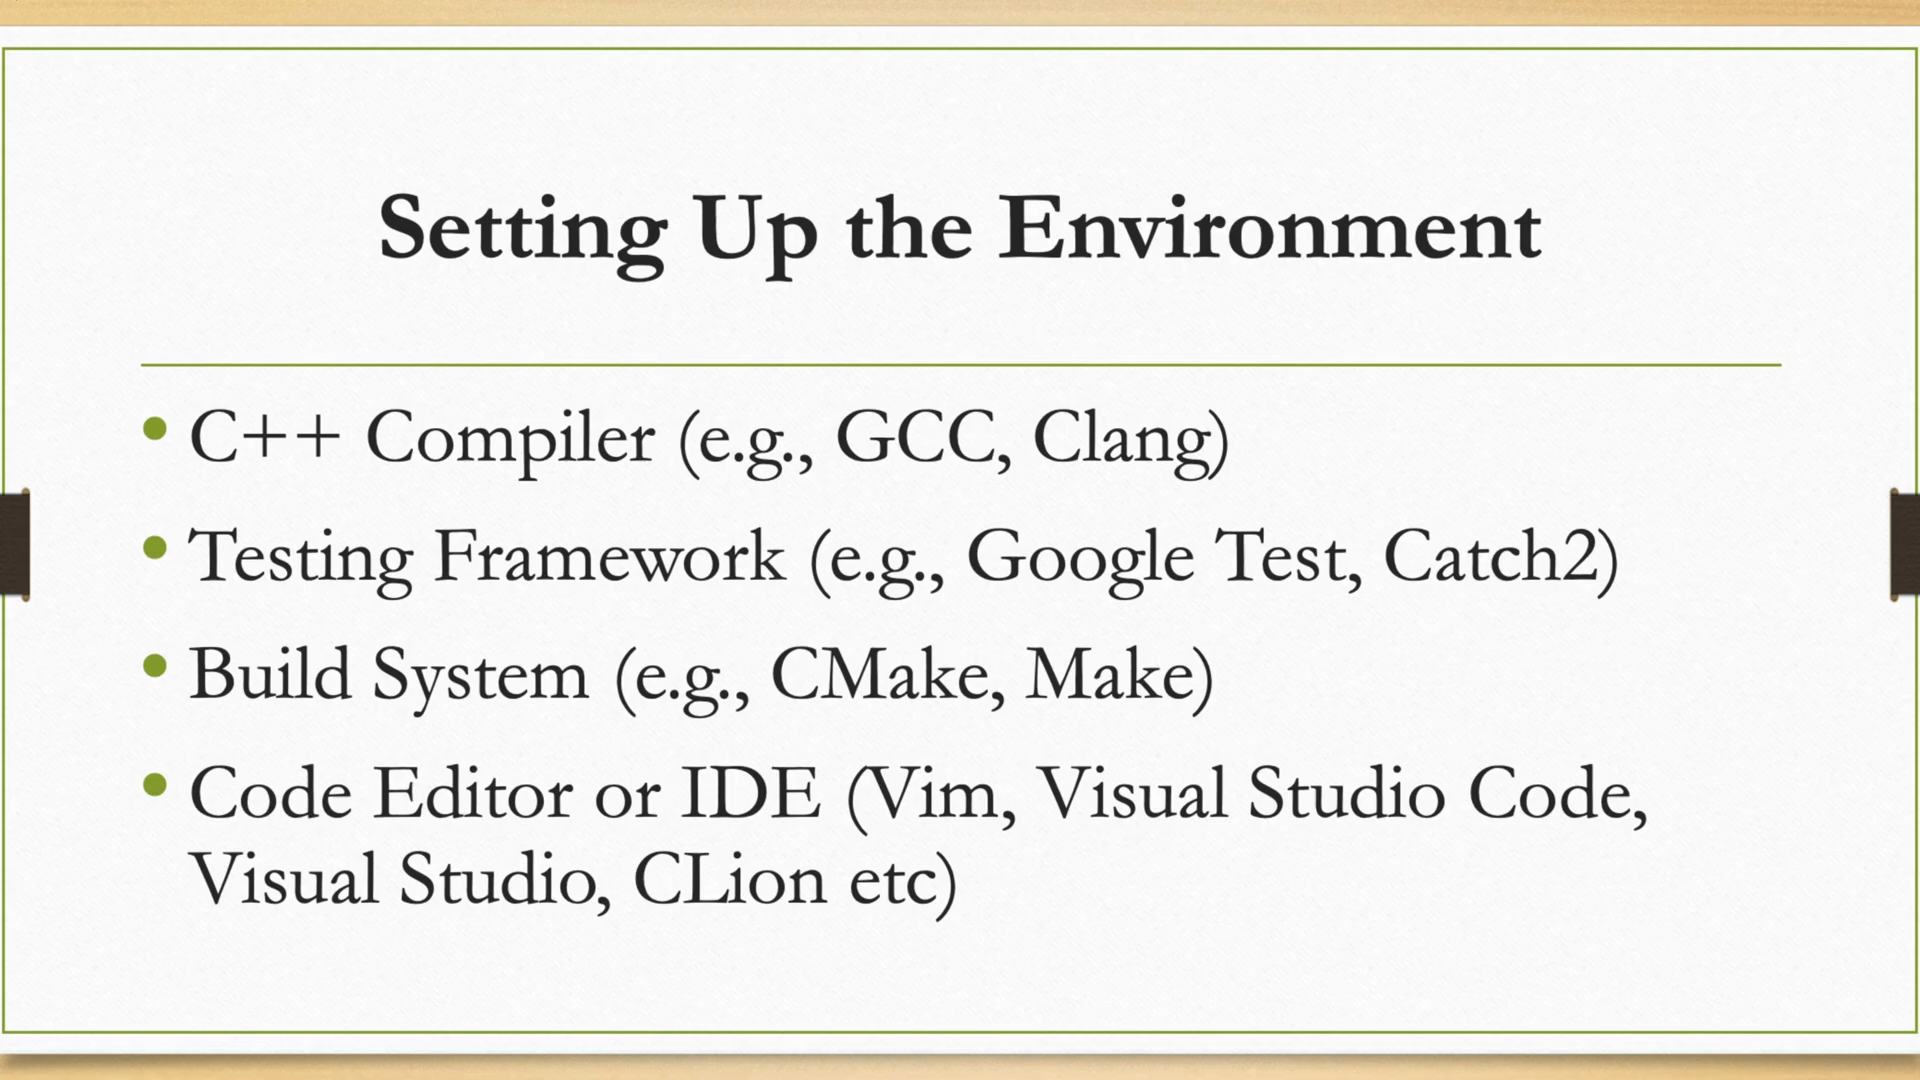 Setting Up the Environment
• C++ Compiler (e.g., GCC, Clang)
• Testing Framework (e.g., Google Test, Catch2)
• Build System (e.g., CMake, Make)
• Code Editor or IDE (Vim, Visual Studio Code,
Visual Studio, CLion etc)